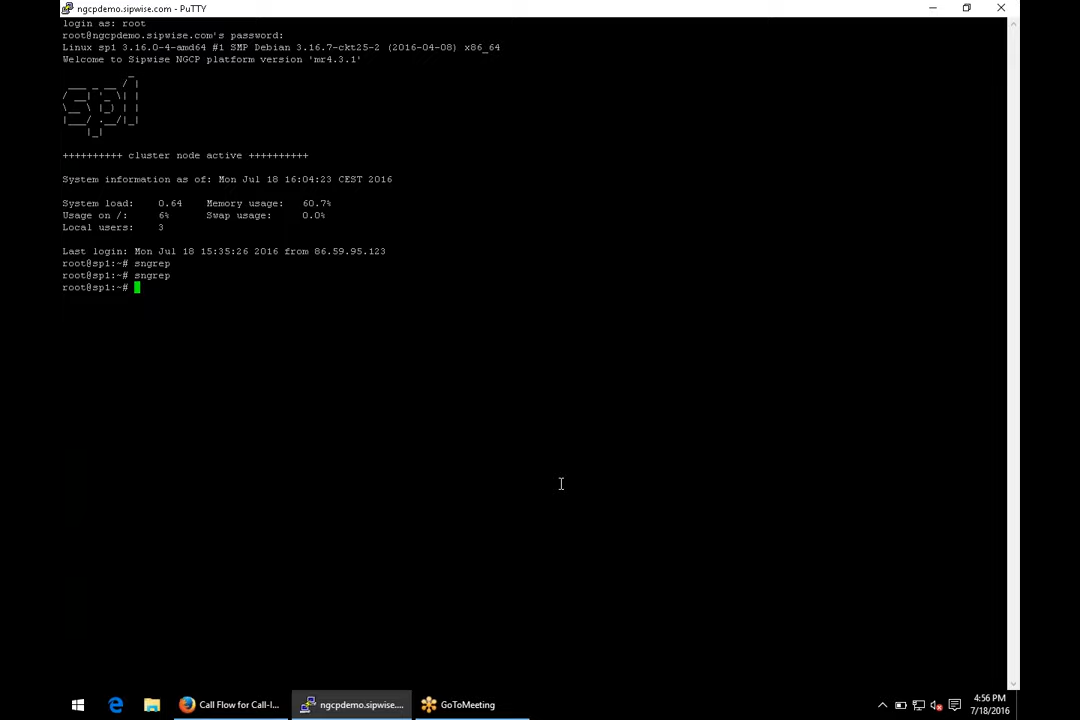 ngcpdemo.sipwise.com - PuTTY
login as: root
root@ngcpdemo.sipwise.com's password:
Linux sp1 3.16.0-4-amd64 #1 SMP Debian 3.16.7-ckt25-2 (2016-04-08) x86_64
Welcome to Sipwise NGCP platform version 'mr4.3.1'
sp1
++++++++++ cluster node active ++++++++++
System information as of: Mon Jul 18 16:04:23 CEST 2016
System load: 0.64 Memory usage: 60.7%
Usage on /: 6% Swap usage: 0.0%
Local users: 3
Last login: Mon Jul 18 15:35:26 2016 from 86.59.95.123
root@sp1:~# sngrep
root@sp1:~# sngrep
root@sp1:~#
Call Flow for Call-I... ngcpdemo.sipwise.... GoToMeeting
4:56 PM
7/18/2016